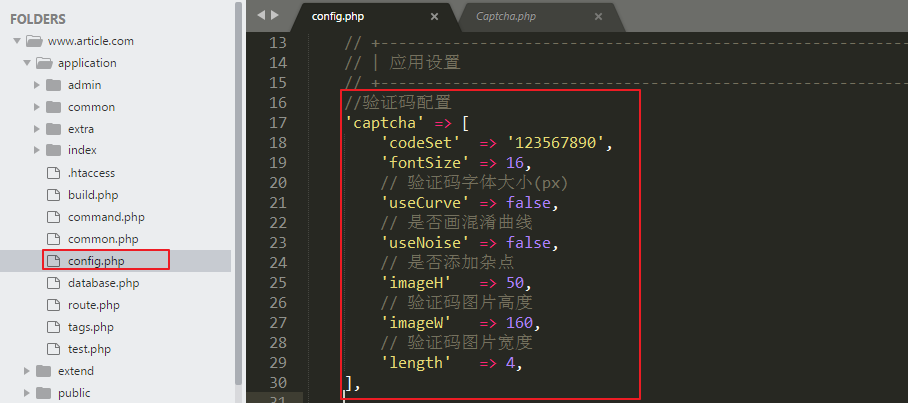 FOLDERS
www.article.com
application
admin
common
extra
index
.htaccess
build.php
command.php
common.php
config.php
database.php
route.php
tags.php
test.php
extend
public
config.php ×
Captcha.php ×
13 // +----------------------------------------------------------
14 // | 应用设置
15 // +----------------------------------------------------------
16 //验证码配置
17 'captcha' => [
18 'codeSet'  => '123567890',
19 'fontSize' => 16,
20 // 验证码字体大小(px)
21 'useCurve' => false,
22 // 是否画混淆曲线
23 'useNoise' => false,
24 // 是否添加杂点
25 'imageH'   => 50,
26 // 验证码图片高度
27 'imageW'   => 160,
28 // 验证码图片宽度
29 'length'   => 4,
30 ],
31